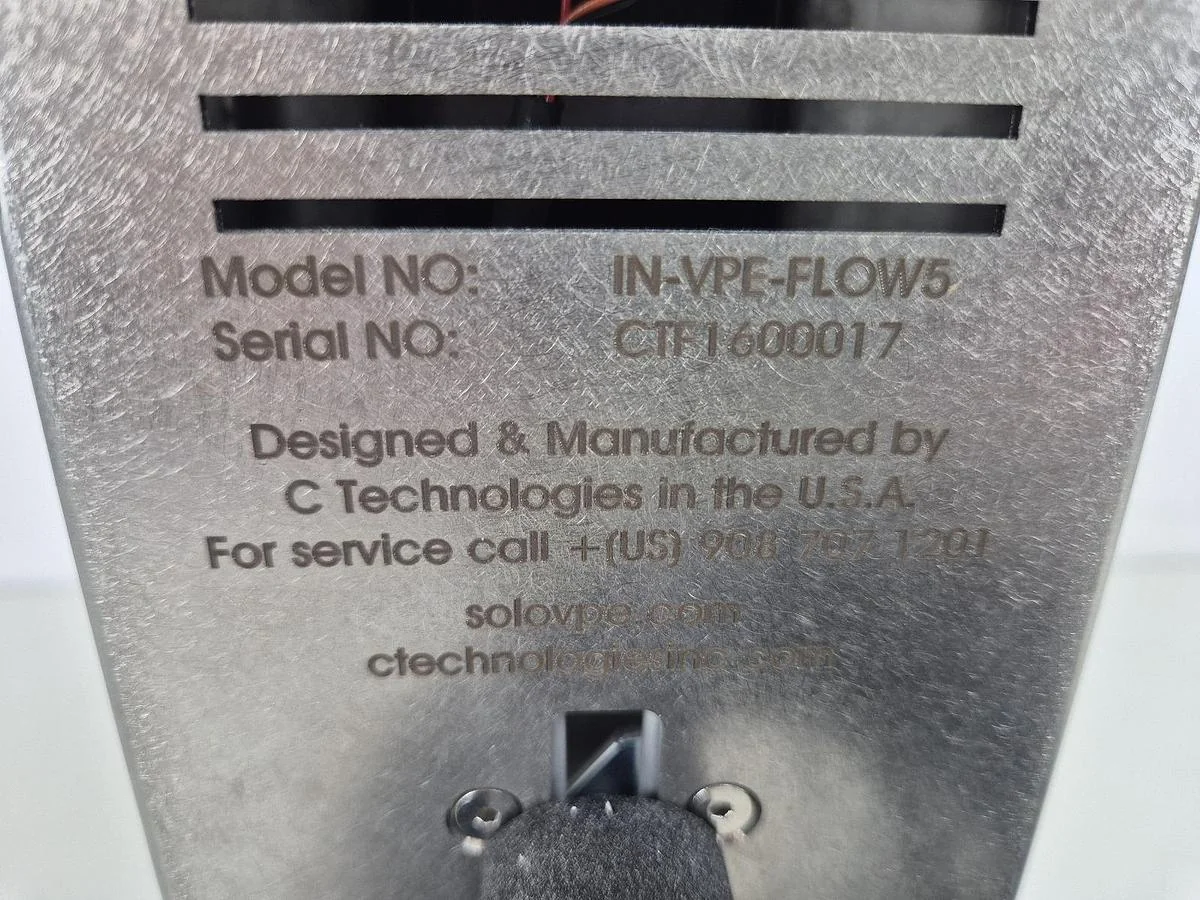 Model NO: IN-VPE-FLOW5
Serial NO: CTF1600017
Designed & Manufactured by
C Technologies in the U.S.A.
For service call +(US) 908 707 1201
solovpe.com
ctechnologiesinc.com